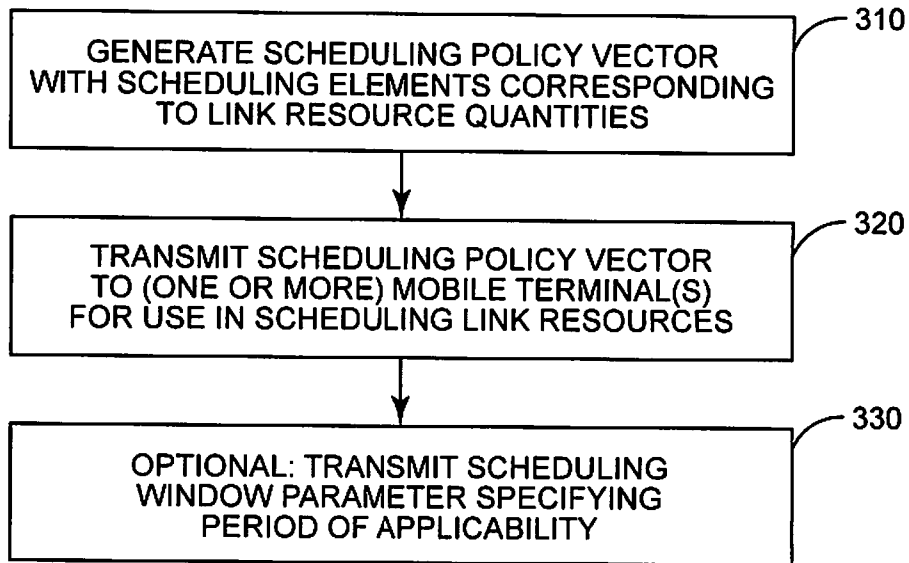 310
GENERATE SCHEDULING POLICY VECTOR
WITH SCHEDULING ELEMENTS CORRESPONDING
TO LINK RESOURCE QUANTITIES
320
TRANSMIT SCHEDULING POLICY VECTOR
TO (ONE OR MORE) MOBILE TERMINAL(S)
FOR USE IN SCHEDULING LINK RESOURCES
330
OPTIONAL: TRANSMIT SCHEDULING
WINDOW PARAMETER SPECIFYING
PERIOD OF APPLICABILITY